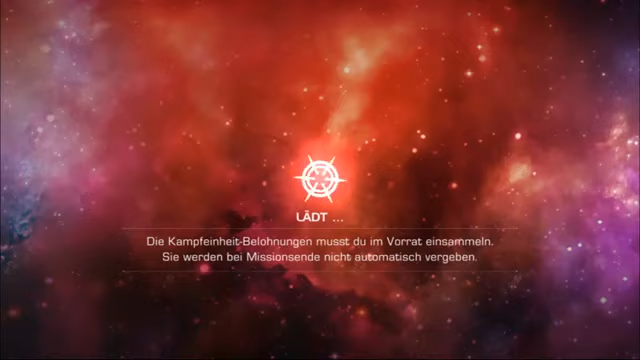 LÄDT ...
Die Kampfeinheit-Belohnungen musst du im Vorrat einsammeln.
Sie werden bei Missionsende nicht automatisch vergeben.